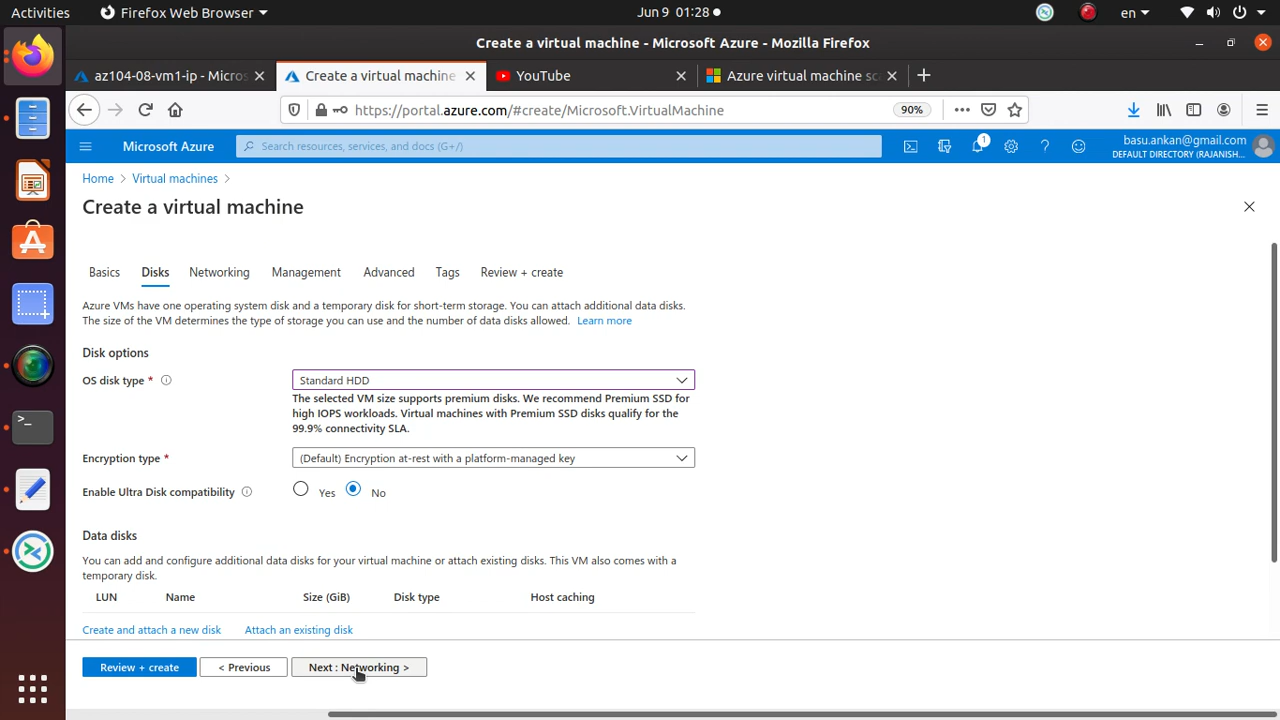 Activities
Firefox Web Browser
Jun 9 01:28
en
Create a virtual machine - Microsoft Azure - Mozilla Firefox
az104-08-vm1-ip - Micros
Create a virtual machine
YouTube
Azure virtual machine sc
https://portal.azure.com/#create/Microsoft.VirtualMachine
90%
Microsoft Azure
Search resources, services, and docs (G+/)
1
basu.ankan@gmail.com
DEFAULT DIRECTORY (RAJANISH...
Home
Virtual machines
Create a virtual machine
Basics
Disks
Networking
Management
Advanced
Tags
Review + create
Azure VMs have one operating system disk and a temporary disk for short-term storage. You can attach additional data disks.
The size of the VM determines the type of storage you can use and the number of data disks allowed. Learn more
Disk options
OS disk type *
Standard HDD
The selected VM size supports premium disks. We recommend Premium SSD for
high IOPS workloads. Virtual machines with Premium SSD disks qualify for the
99.9% connectivity SLA.
Encryption type *
(Default) Encryption at-rest with a platform-managed key
Enable Ultra Disk compatibility
Yes
No
Data disks
You can add and configure additional data disks for your virtual machine or attach existing disks. This VM also comes with a
temporary disk.
LUN
Name
Size (GiB)
Disk type
Host caching
Create and attach a new disk
Attach an existing disk
Review + create
< Previous
Next : Networking >